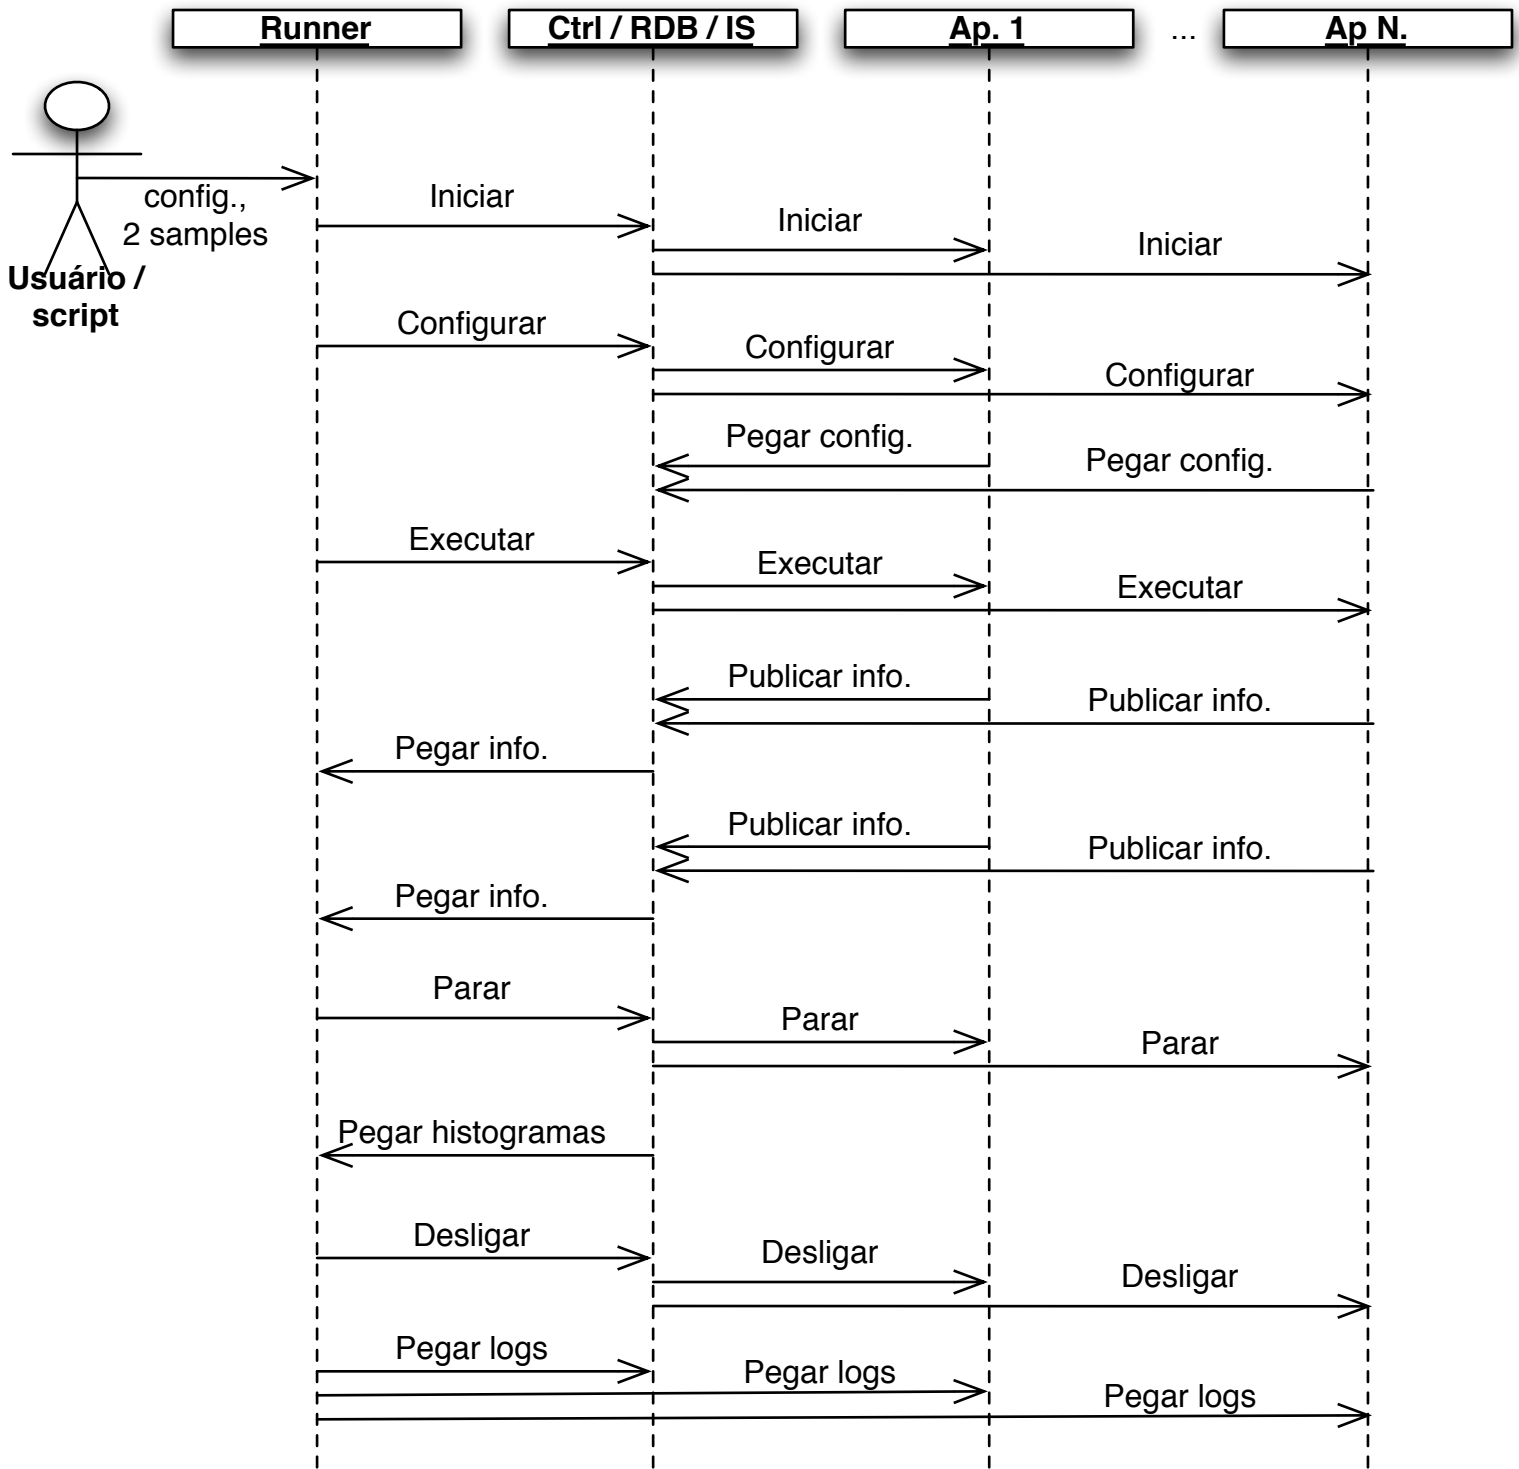 Runner
Ctrl / RDB / IS
Ap. 1
...
Ap N.
config.,
2 samples
Usuário /
script
Iniciar
Iniciar
Iniciar
Configurar
Configurar
Configurar
Pegar config.
Pegar config.
Executar
Executar
Executar
Publicar info.
Publicar info.
Pegar info.
Publicar info.
Publicar info.
Pegar info.
Parar
Parar
Parar
Pegar histogramas
Desligar
Desligar
Desligar
Pegar logs
Pegar logs
Pegar logs